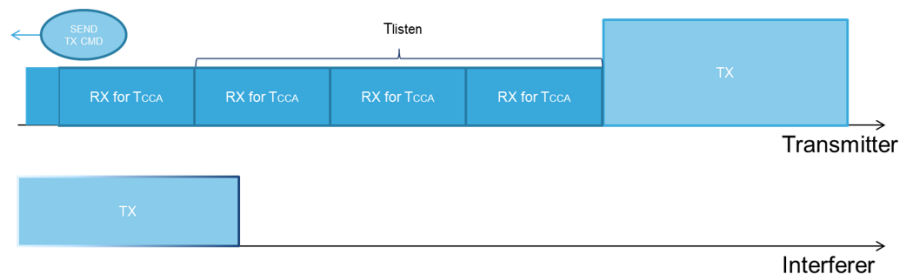 SEND
TX CMD
Tlisten
RX for TCCA
RX for TCCA
RX for TCCA
RX for TCCA
TX
Transmitter
TX
Interferer